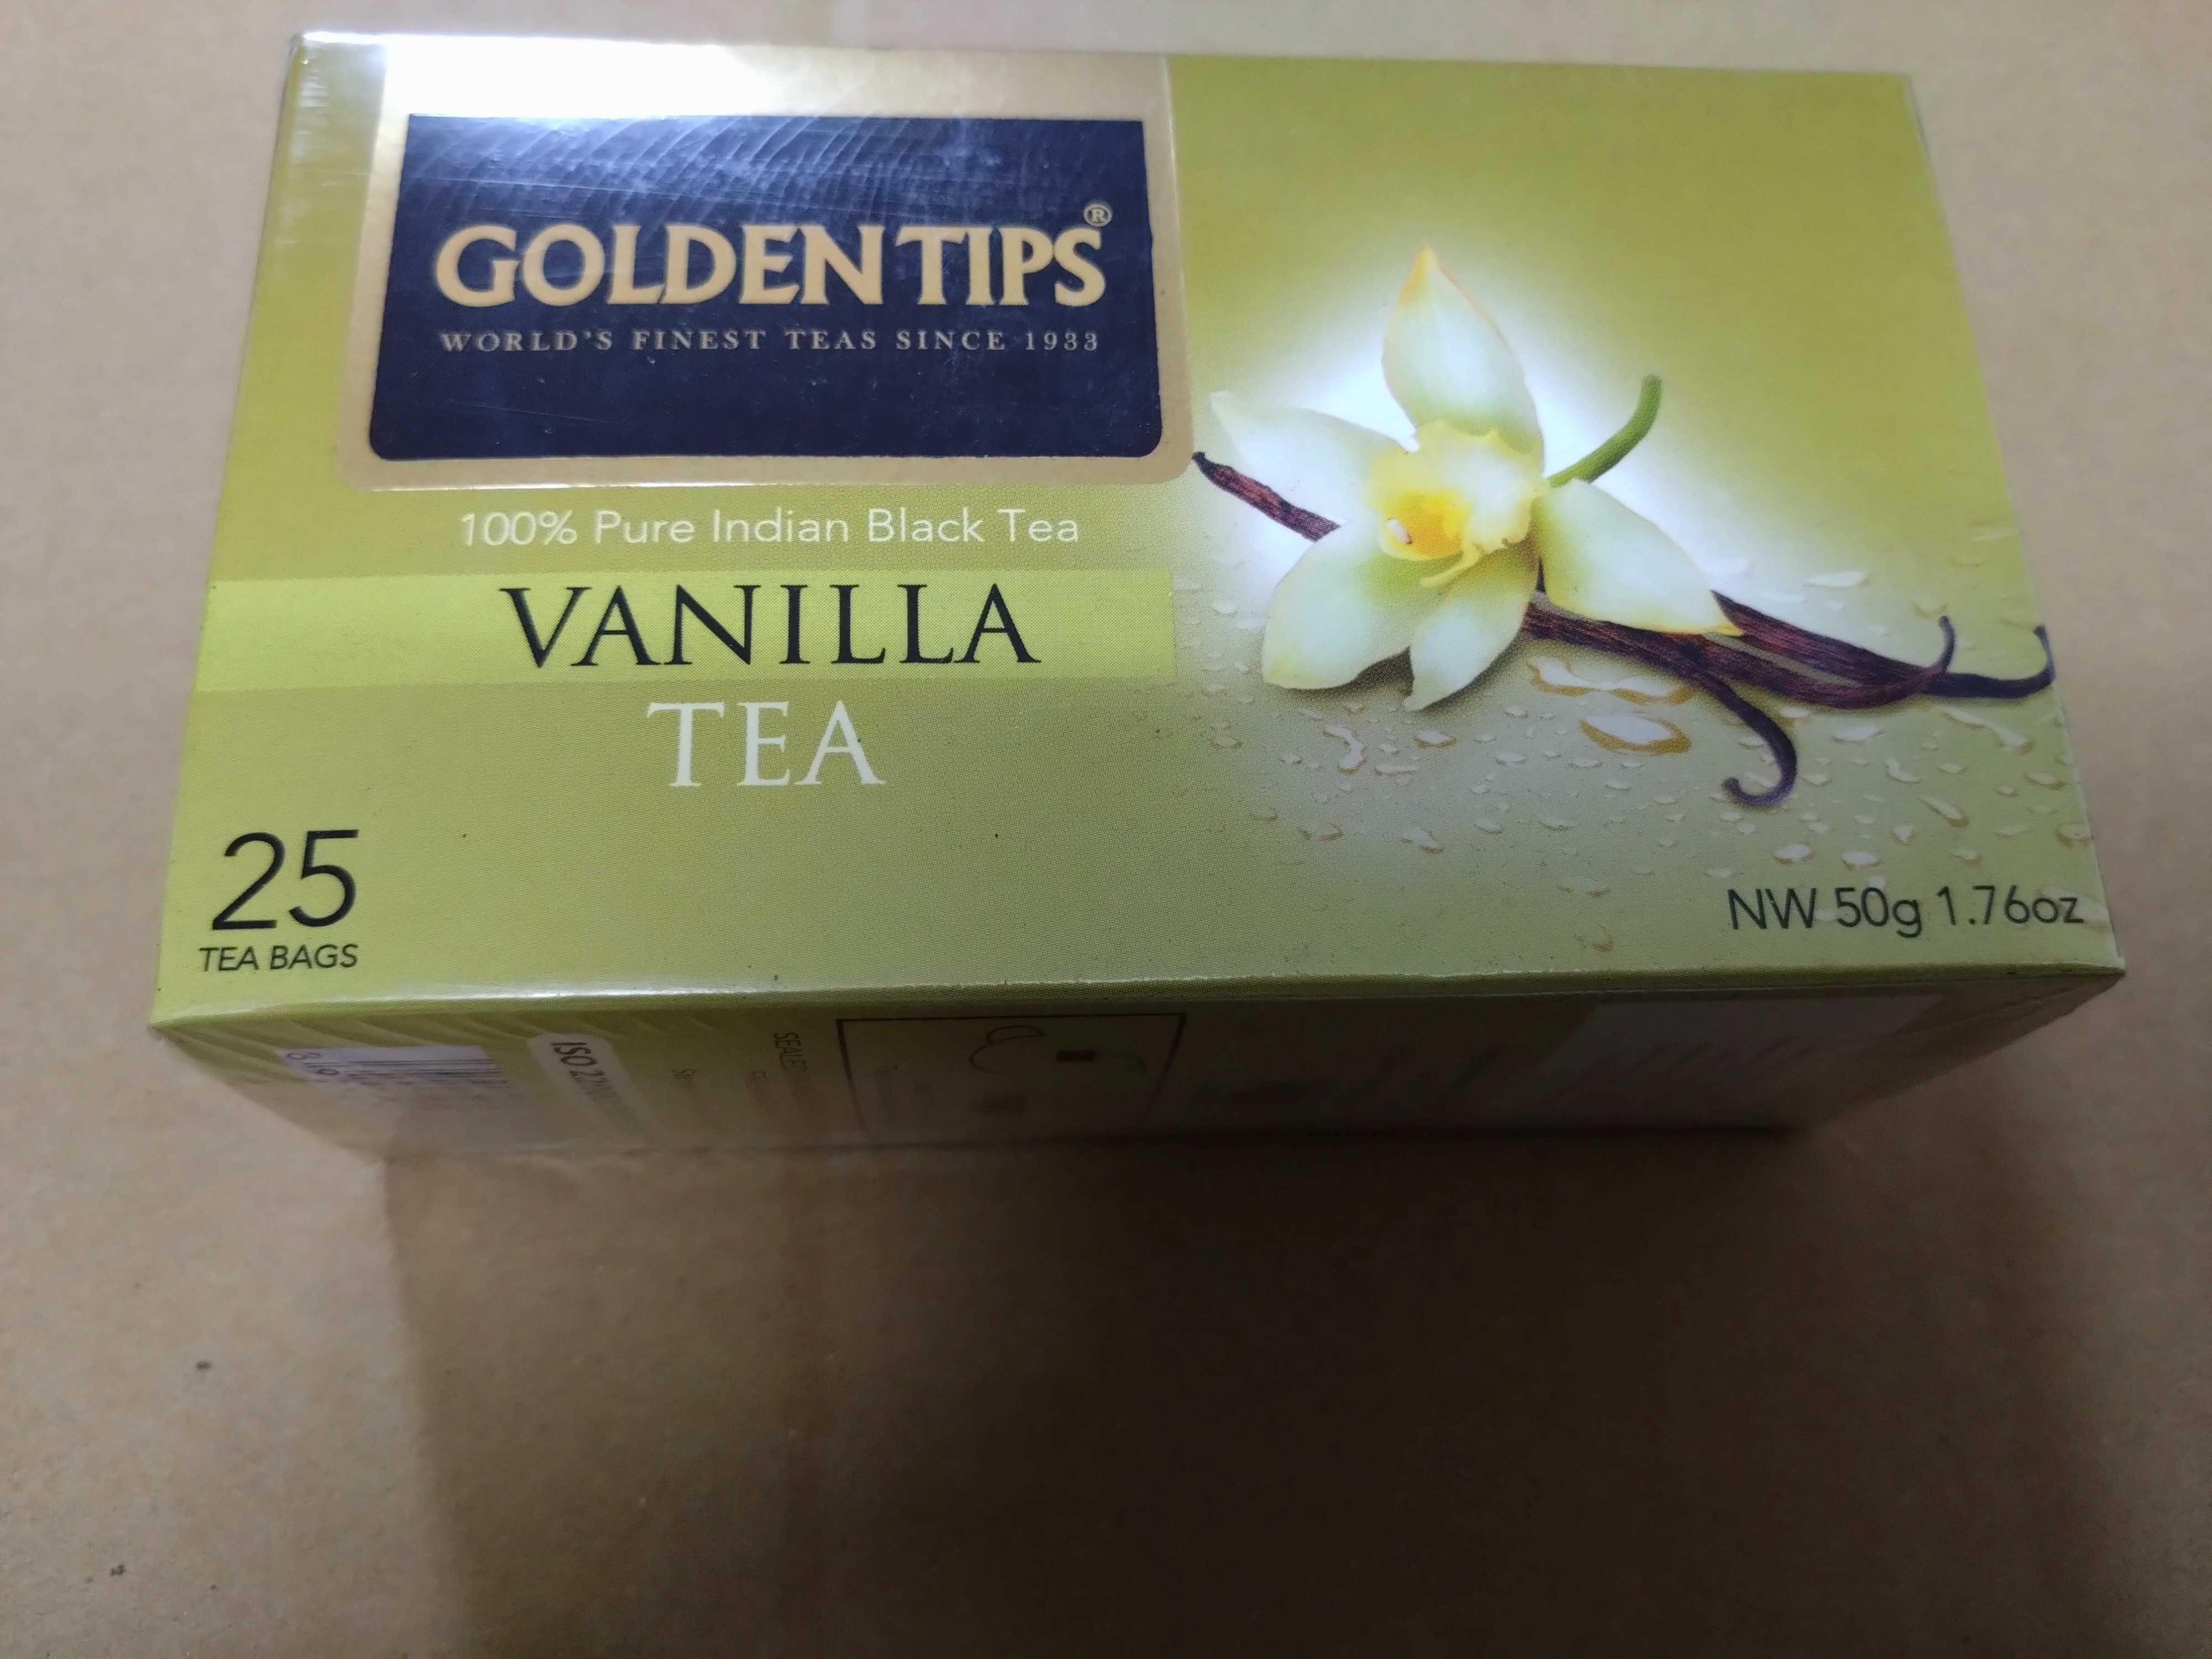 GOLDEN TIPS®
WORLD'S FINEST TEAS SINCE 1933
100% Pure Indian Black Tea
VANILLA
TEA
25
TEA BAGS
NW 50g 1.76oz
ISO